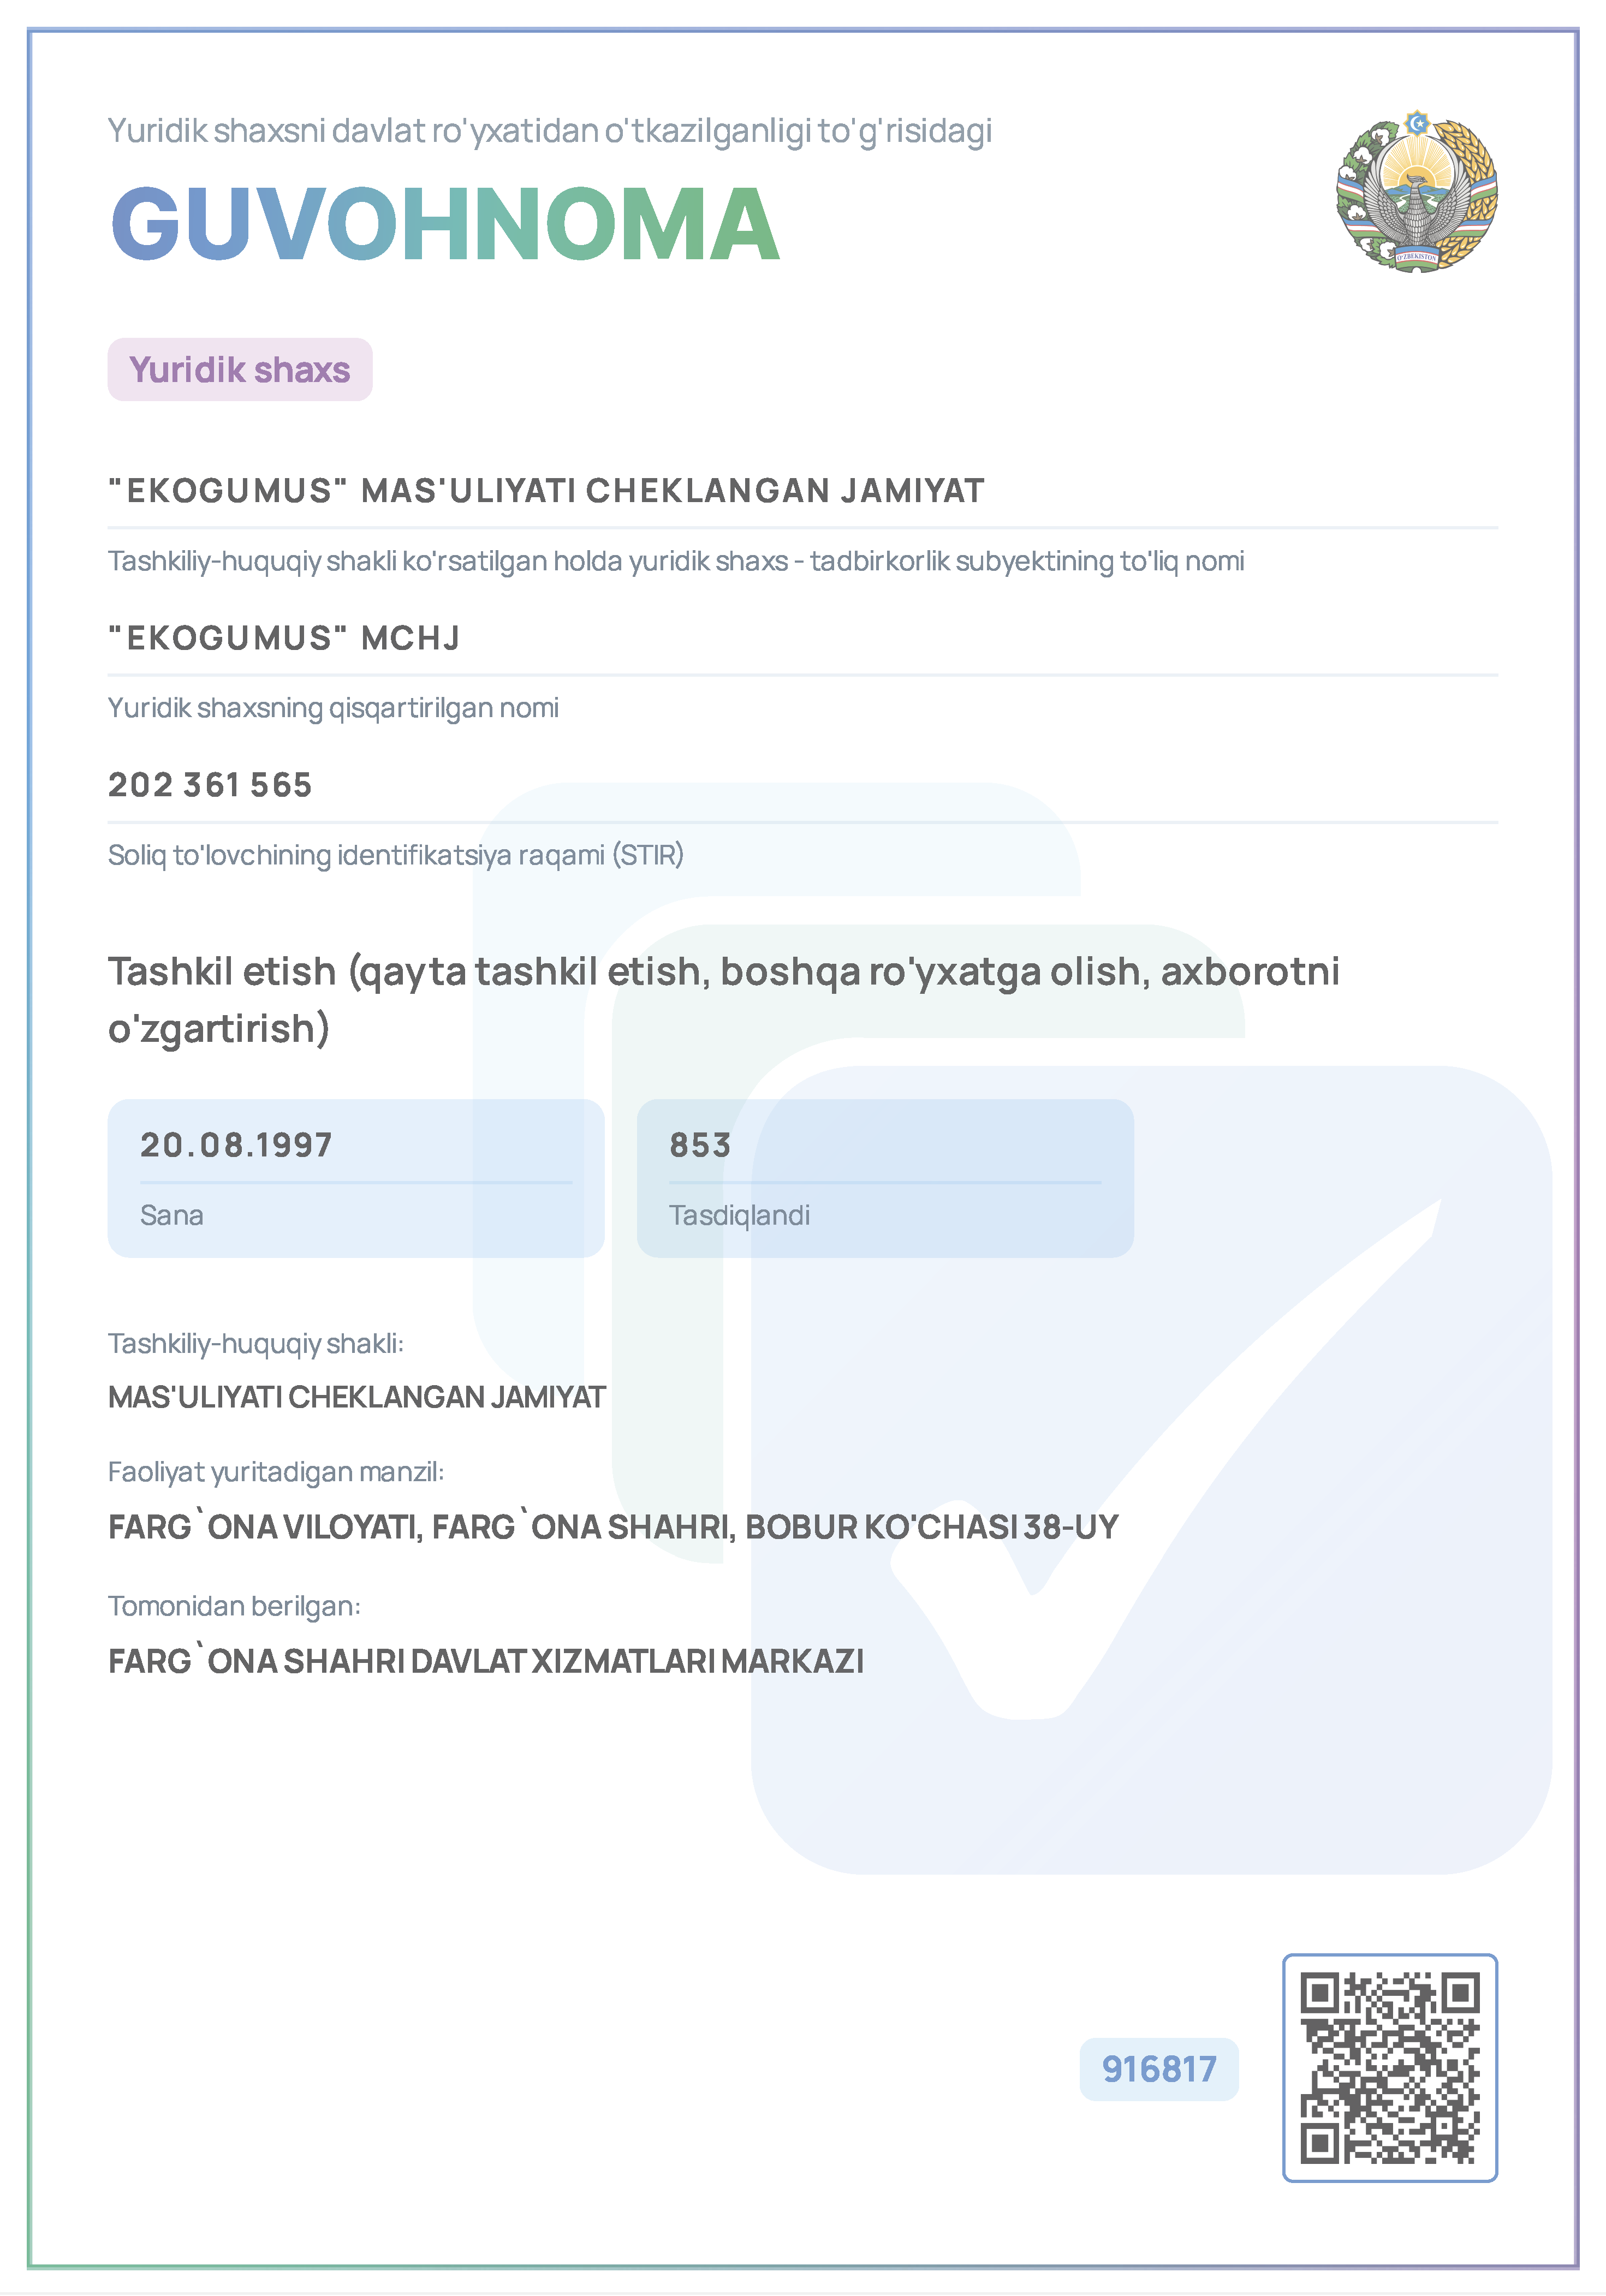 Yuridik shaxsni davlat ro'yxatidan o'tkazilganligi to'g'risidagi
GUVOHNOMA
O'ZBEKISTON
Yuridik shaxs
"EKOGUMUS" MAS'ULIYATI CHEKLANGAN JAMIYAT
Tashkiliy-huquqiy shakli ko'rsatilgan holda yuridik shaxs - tadbirkorlik subyektining to'liq nomi
"EKOGUMUS" MCHJ
Yuridik shaxsning qisqartirilgan nomi
202 361 565
Soliq to'lovchining identifikatsiya raqami (STIR)
Tashkil etish (qayta tashkil etish, boshqa ro'yxatga olish, axborotni
o'zgartirish)
20.08.1997
Sana
853
Tasdiqlandi
Tashkiliy-huquqiy shakli:
MAS'ULIYATI CHEKLANGAN JAMIYAT
Faoliyat yuritadigan manzil:
FARG`ONA VILOYATI, FARG`ONA SHAHRI, BOBUR KO'CHASI 38-UY
Tomonidan berilgan:
FARG`ONA SHAHRI DAVLAT XIZMATLARI MARKAZI
916817